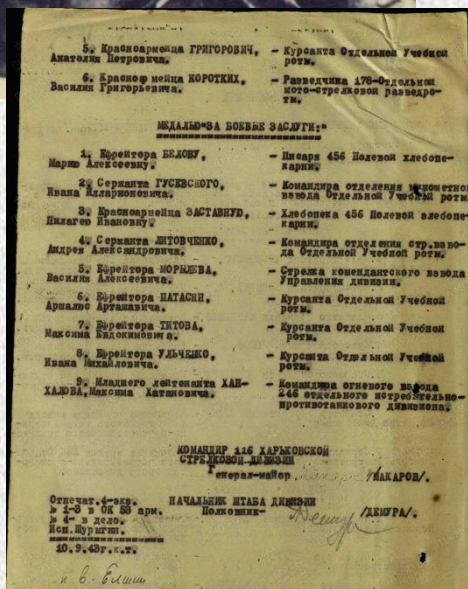 5. Красноармейца ГРИГОРОВИЧ, - Курсанта Отдельной Учебной
Анатолия Петровича. роты.
6. Красноармейца КОРОТКИХ, - Разведчика 178-Отдельной
Василия Григорьевича. мото-стрелковой разведро-
ты.
МЕДАЛЬЮ "ЗА БОЕВЫЕ ЗАСЛУГИ:"
1. Ефрейтора БЕЛОВУ, - Писаря 456 Полевой хлебопе-
Марию Алексеевну. карни.
2. Сержанта ГУСЕВСКОГО, - Командира отделения минометного
Ивана Илларионовича. взвода Отдельной Учебной роты
3. Красноармейца ЗАСТАВНУЮ, - Хлебопека 456 Полевой хлебопе-
Пилагею Ивановну. карни.
4. Сержанта ЛИТОВЧЕНКО, - Командира отделения стр.взво-
Андрея Александровича. да Отдельной Учебной роты.
5. Ефрейтора - Стрелка комендантского взвода
Василия Алексеевича. Управления дивизии.
6. Ефрейтора - Курсанта Отдельной Учебной
роты.
7. Ефрейтора ТИТОВА, - Курсанта Отдельной Учебной
Максима Евдокимовича. роты.
8. Ефрейтора УЛЬЧЕНКО, - Курсанта Отдельной Учебной
Ивана Михайловича. роты.
9. Младшего лейтенанта ХАН- - Командира огневого взвода
ХАЛОВА, Максима Хатановича. 246 отдельного истребительно-
противотанкового дивизиона.
КОМАНДИР 116 ХАРЬКОВСКОЙ
СТРЕЛКОВОЙ ДИВИЗИИ
Генерал-майор /МАКАРОВ/.
Отпечат.4-экз. НАЧАЛЬНИК ШТАБА ДИВИЗИИ
№ 1-3 в ОК 53 арм. Полковник- /ДЕМУРА/.
№ 4- в дело.
Исп.Шурыгин.
10.9.43г.к.т.